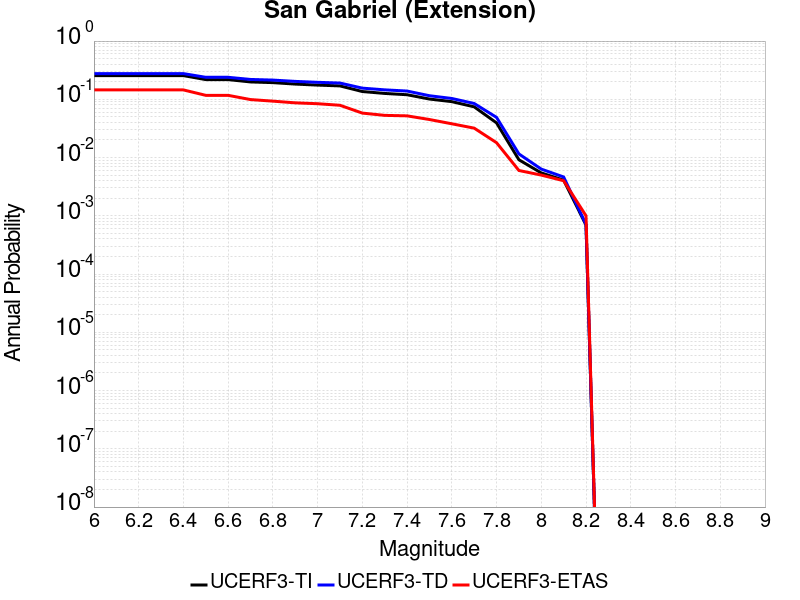 San Gabriel (Extension)
10^0
10^-1
10^-2
10^-3
10^-4
10^-5
10^-6
10^-7
10^-8
Annual Probability
6 6.2 6.4 6.6 6.8 7 7.2 7.4 7.6 7.8 8 8.2 8.4 8.6 8.8 9
Magnitude
UCERF3-TI UCERF3-TD UCERF3-ETAS